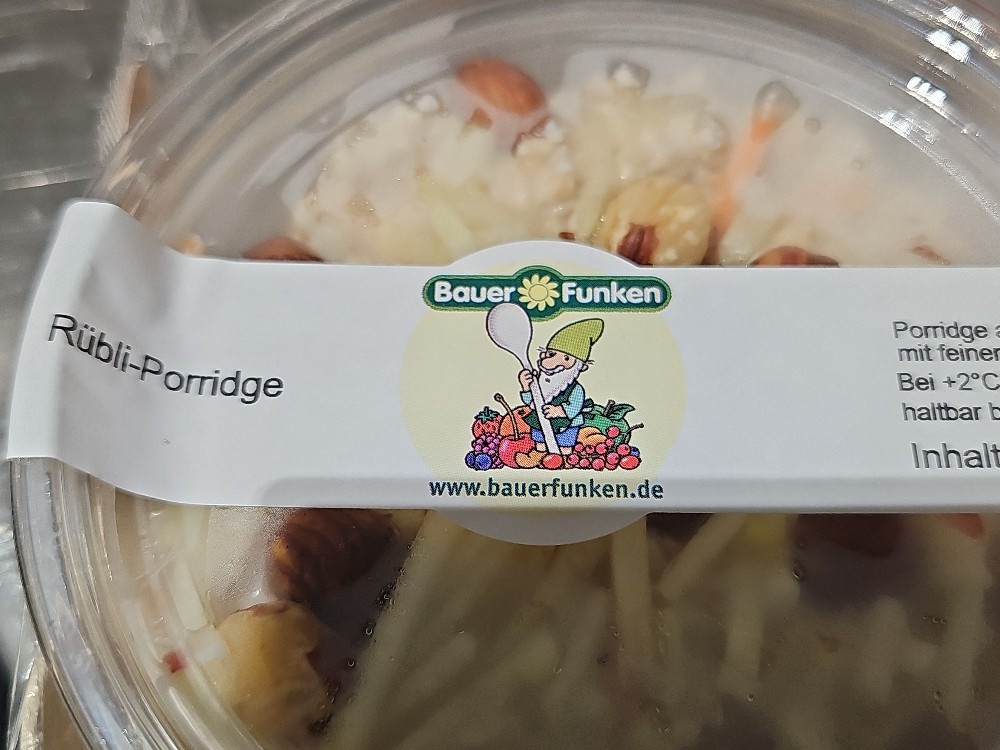 Rübli-Porridge
Bauer Funken
www.bauerfunken.de
Porridge
mit feiner
Bei +2°C
haltbar b
Inhalt